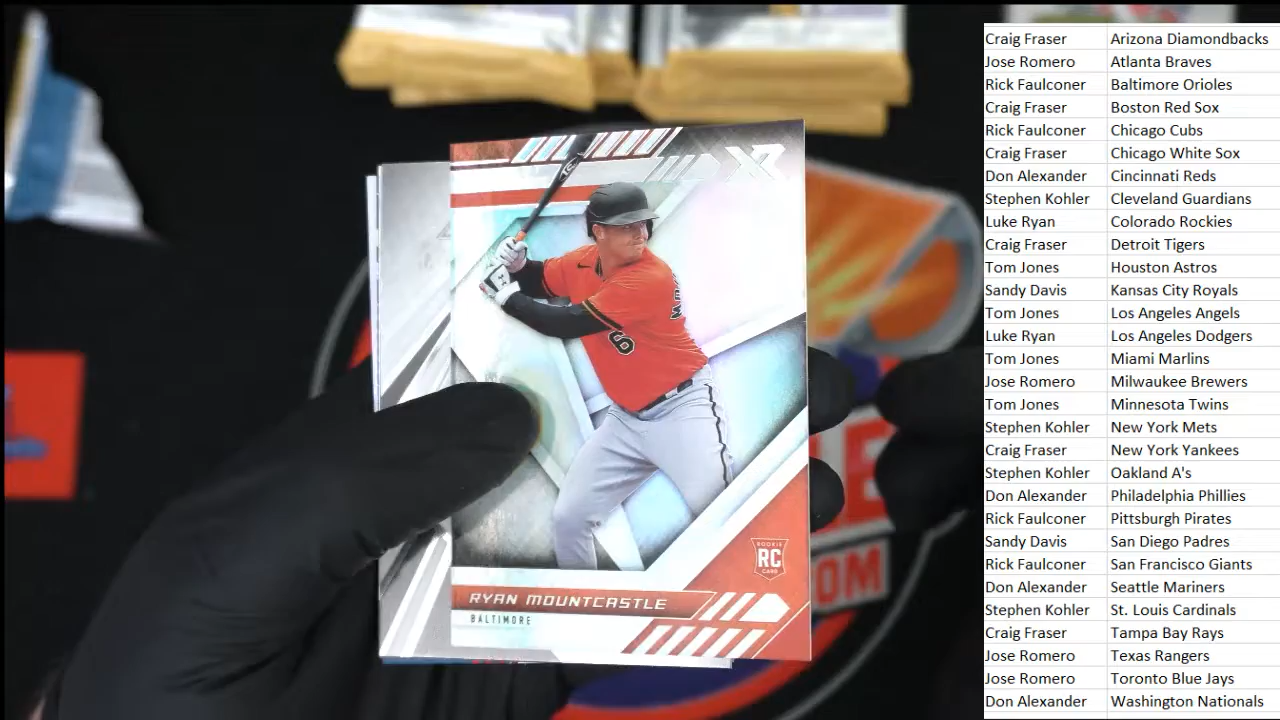 XR
6
RYAN MOUNTCASTLE
BALTIMORE
ROOKIE
RC
CARD
OM
Craig Fraser Arizona Diamondbacks
Jose Romero Atlanta Braves
Rick Faulconer Baltimore Orioles
Craig Fraser Boston Red Sox
Rick Faulconer Chicago Cubs
Craig Fraser Chicago White Sox
Don Alexander Cincinnati Reds
Stephen Kohler Cleveland Guardians
Luke Ryan Colorado Rockies
Craig Fraser Detroit Tigers
Tom Jones Houston Astros
Sandy Davis Kansas City Royals
Tom Jones Los Angeles Angels
Luke Ryan Los Angeles Dodgers
Tom Jones Miami Marlins
Jose Romero Milwaukee Brewers
Tom Jones Minnesota Twins
Stephen Kohler New York Mets
Craig Fraser New York Yankees
Stephen Kohler Oakland A's
Don Alexander Philadelphia Phillies
Rick Faulconer Pittsburgh Pirates
Sandy Davis San Diego Padres
Rick Faulconer San Francisco Giants
Don Alexander Seattle Mariners
Stephen Kohler St. Louis Cardinals
Craig Fraser Tampa Bay Rays
Jose Romero Texas Rangers
Jose Romero Toronto Blue Jays
Don Alexander Washington Nationals